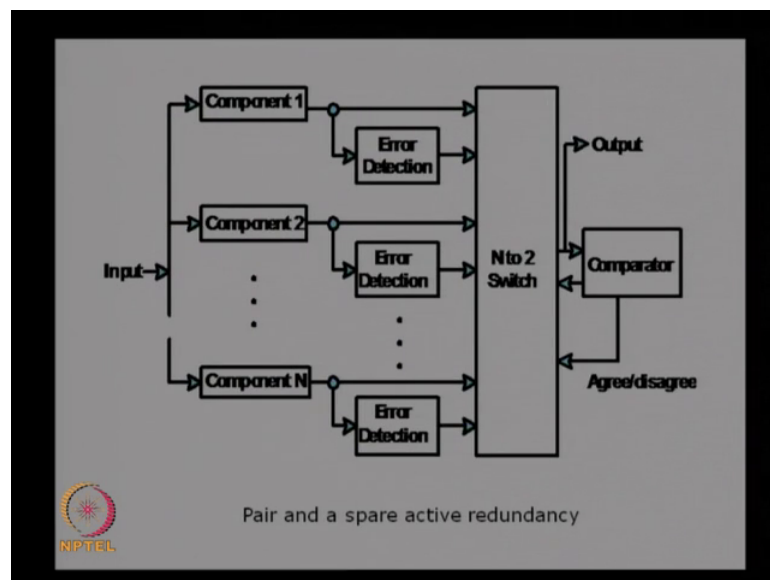 Component 1
Error
Detection
Output
Component 2
Error
Detection
Input
N to 2
Switch
Comparator
Component N
Error
Detection
Agree/disagree
Pair and a spare active redundancy
NPTEL